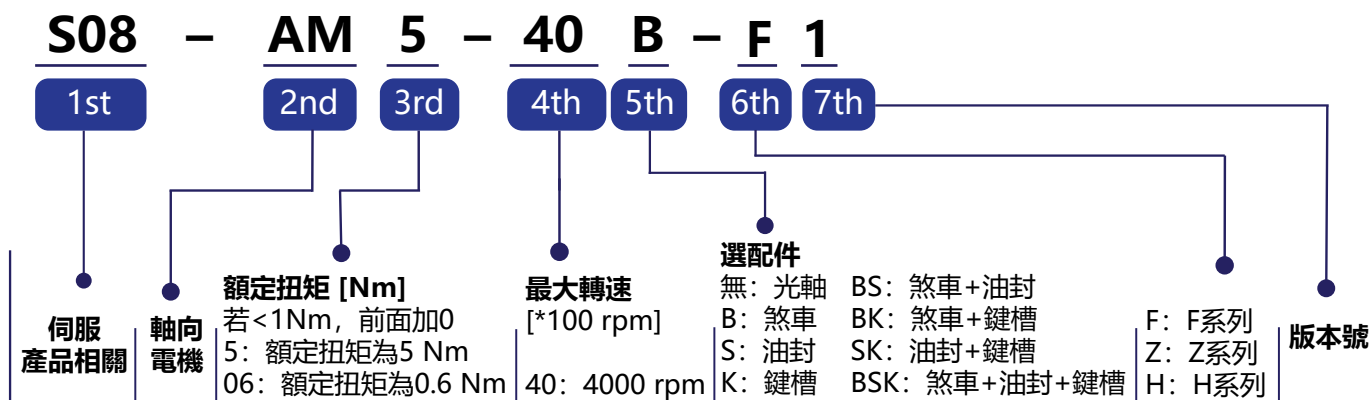 S08 – AM 5 – 40 B – F 1
1st 2nd 3rd 4th 5th 6th 7th
伺服
產品相關
軸向
電機
額定扭矩 [Nm]
若<1Nm，前面加0
5：額定扭矩為5 Nm
06：額定扭矩為0.6 Nm
最大轉速
[*100 rpm]
40：4000 rpm
選配件
無：光軸 BS：煞車+油封
B：煞車 BK：煞車+鍵槽
S：油封 SK：油封+鍵槽
K：鍵槽 BSK：煞車+油封+鍵槽
F：F系列
Z：Z系列
H：H系列
版本號